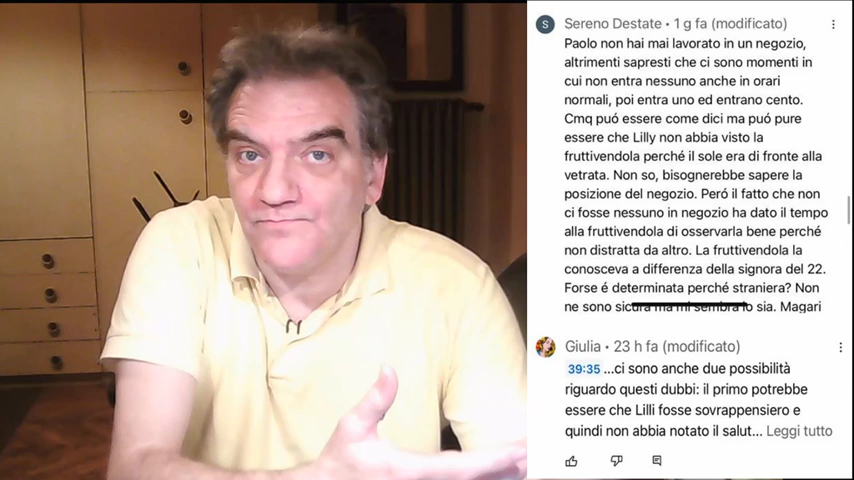 S
Sereno Destate • 1 g fa (modificato)
Paolo non hai mai lavorato in un negozio,
altrimenti sapresti che ci sono momenti in
cui non entra nessuno anche in orari
normali, poi entra uno ed entrano cento.
Cmq puó essere come dici ma puó pure
essere che Lilly non abbia visto la
fruttivendola perché il sole era di fronte alla
vetrata. Non so, bisognerebbe sapere la
posizione del negozio. Peró il fatto che non
ci fosse nessuno in negozio ha dato il tempo
alla fruttivendola di osservarla bene perché
non distratta da altro. La fruttivendola la
conosceva a differenza della signora del 22.
Forse é determinata perché straniera? Non
ne sono sicura ma mi sembra lo sia. Magari
Giulia • 23 h fa (modificato)
39:35 ...ci sono anche due possibilità
riguardo questi dubbi: il primo potrebbe
essere che Lilli fosse sovrappensiero e
quindi non abbia notato il salut... Leggi tutto